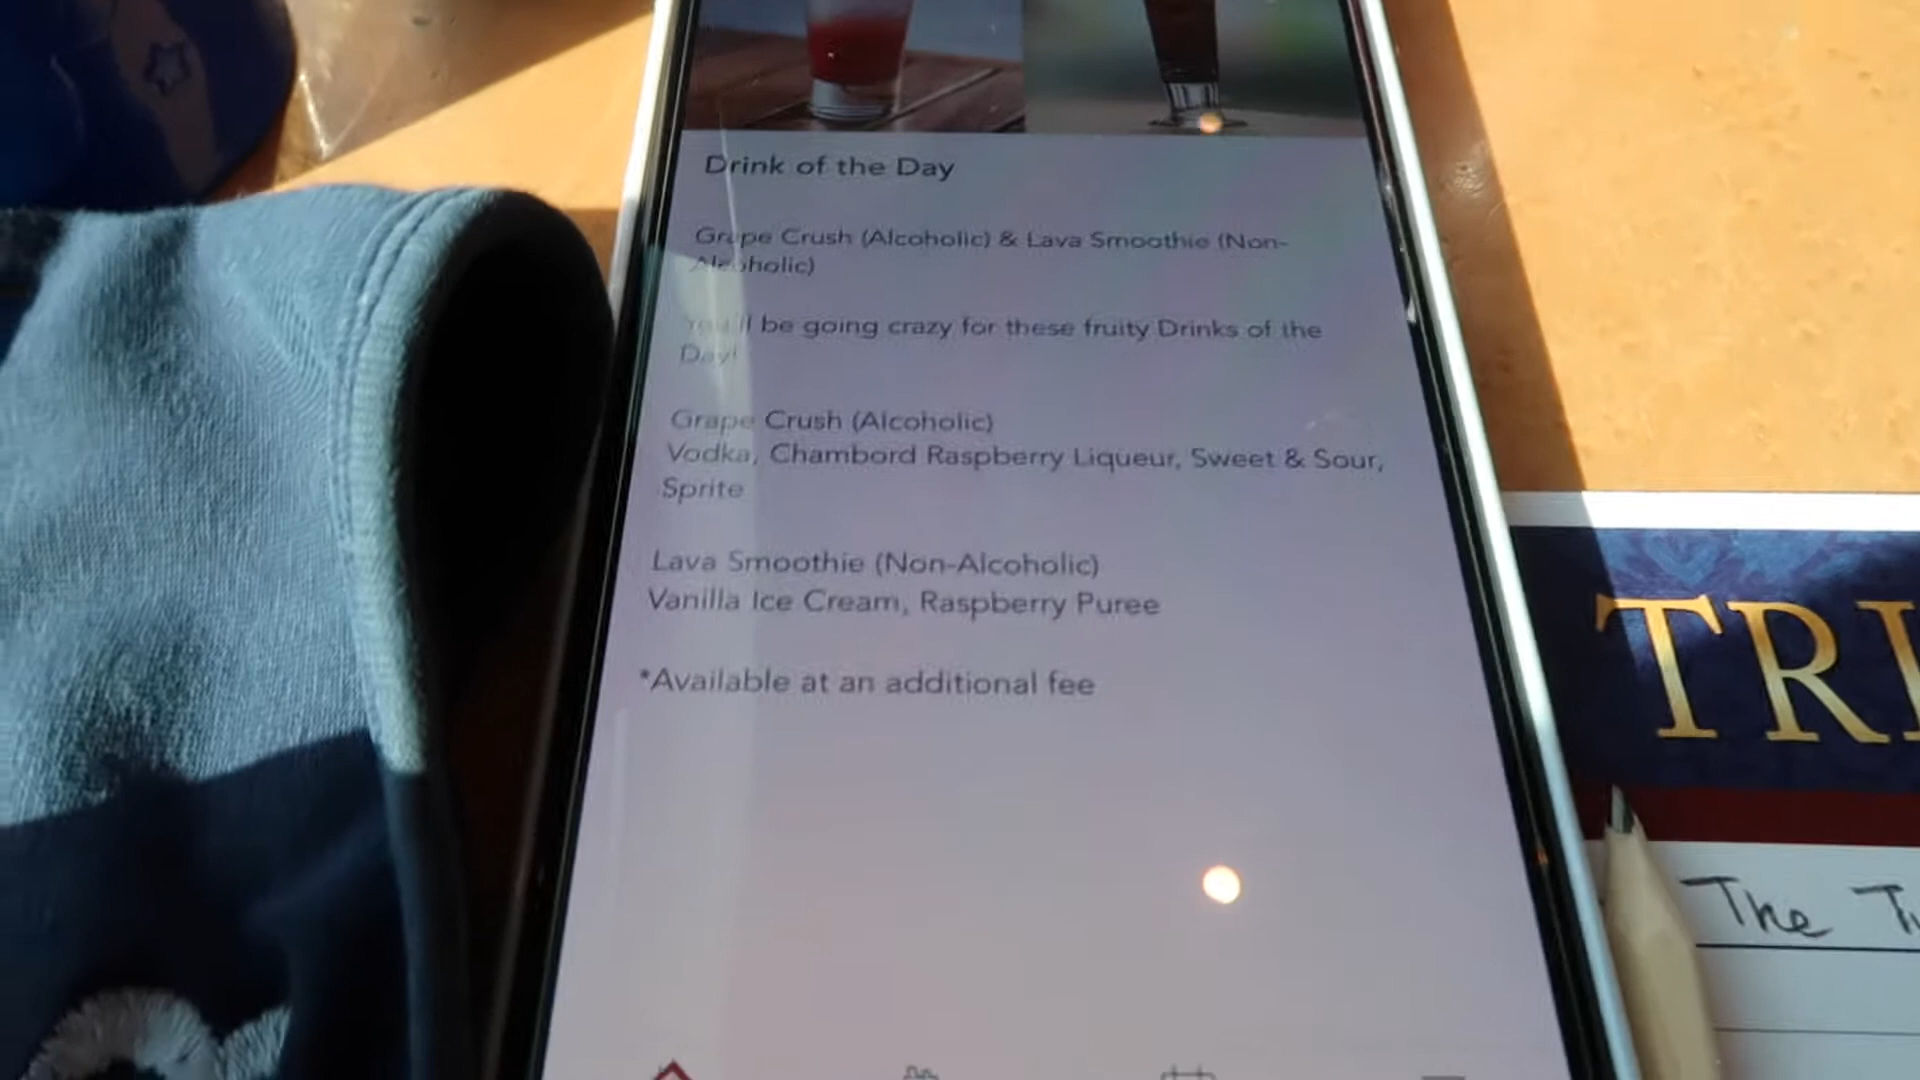 Drink of the Day
Grape Crush (Alcoholic) & Lava Smoothie (Non-
Alcoholic)
You'll be going crazy for these fruity Drinks of the
Day!
Grape Crush (Alcoholic)
Vodka, Chambord Raspberry Liqueur, Sweet & Sour,
Sprite
Lava Smoothie (Non-Alcoholic)
Vanilla Ice Cream, Raspberry Puree
*Available at an additional fee
TRI
The